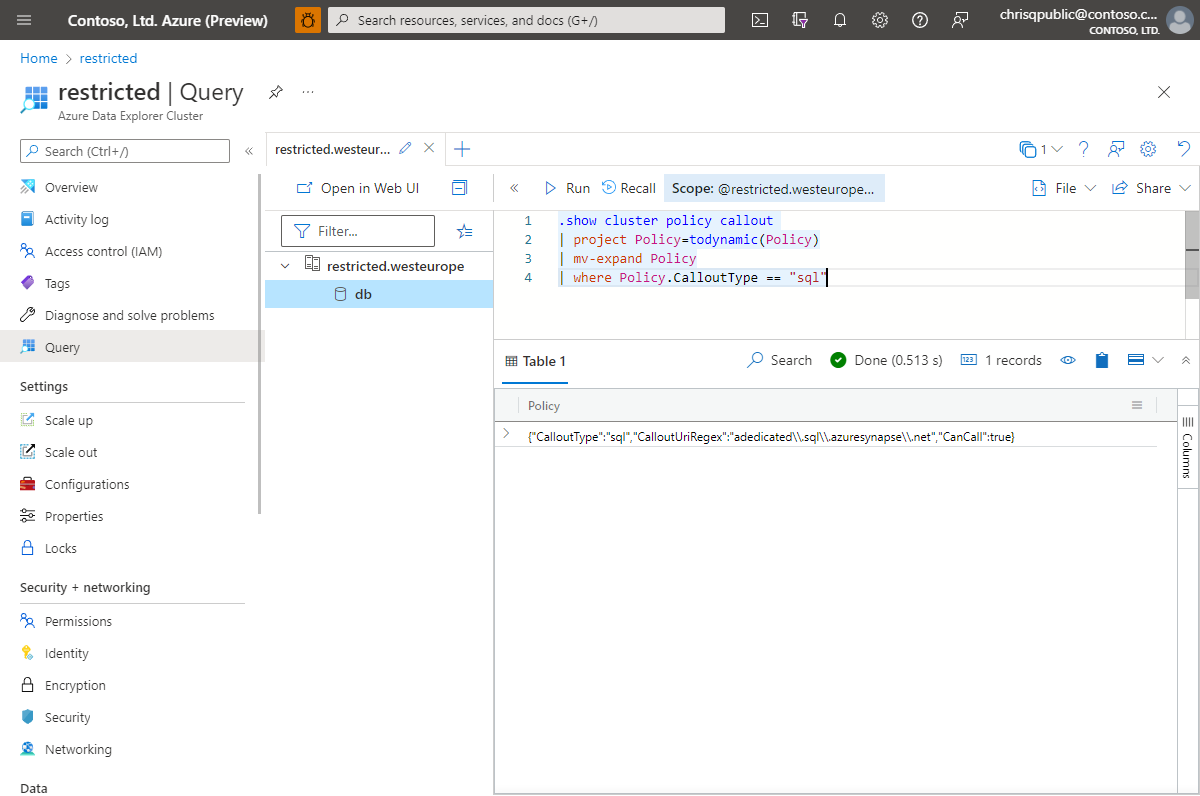 Contoso, Ltd. Azure (Preview)
Search resources, services, and docs (G+/)
chrisqpublic@contoso.c...
CONTOSO, LTD.
Home > restricted
restricted | Query
...
Azure Data Explorer Cluster
Search (Ctrl+/)
«
Overview
Activity log
Access control (IAM)
Tags
Diagnose and solve problems
Query
Settings
Scale up
Scale out
Configurations
Properties
Locks
Security + networking
Permissions
Identity
Encryption
Security
Networking
Data
restricted.westeur...
1
?
Open in Web UI
«
Run
Recall
Scope: @restricted.westeurope...
File
Share
Filter...
restricted.westeurope
db
1 .show cluster policy callout
2 | project Policy=todynamic(Policy)
3 | mv-expand Policy
4 | where Policy.CalloutType == "sql"
Table 1
Search
Done (0.513 s)
123
1 records
Policy
{"CalloutType":"sql","CalloutUriRegex":"adedicated\\.sql\\.azuresynapse\\.net","CanCall":true}
Columns